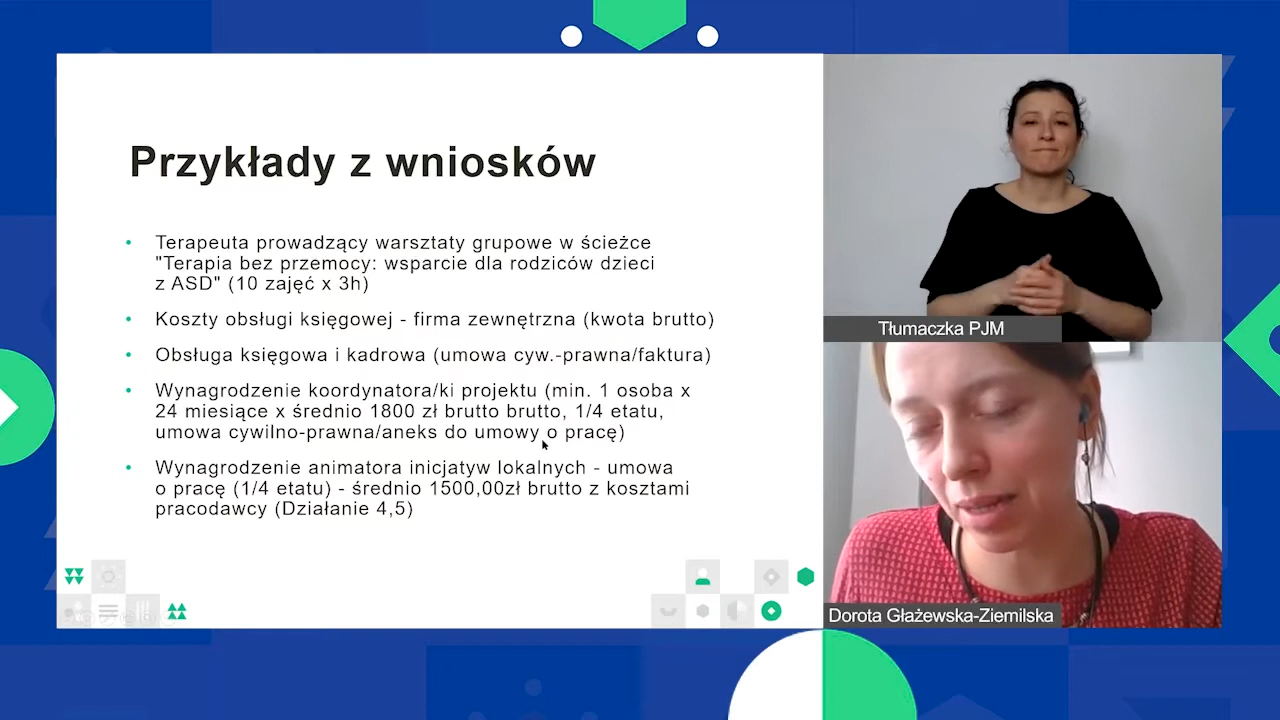 Przykłady z wniosków
• Terapeuta prowadzący warsztaty grupowe w ścieżce
"Terapia bez przemocy: wsparcie dla rodziców dzieci
z ASD" (10 zajęć x 3h)
• Koszty obsługi księgowej - firma zewnętrzna (kwota brutto)
• Obsługa księgowa i kadrowa (umowa cyw.-prawna/faktura)
• Wynagrodzenie koordynatora/ki projektu (min. 1 osoba x
24 miesiące x średnio 1800 zł brutto brutto, 1/4 etatu,
umowa cywilno-prawna/aneks do umowy o pracę)
• Wynagrodzenie animatora inicjatyw lokalnych - umowa
o pracę (1/4 etatu) - średnio 1500,00zł brutto z kosztami
pracodawcy (Działanie 4,5)
Tłumaczka PJM
Dorota Głażewska-Ziemilska